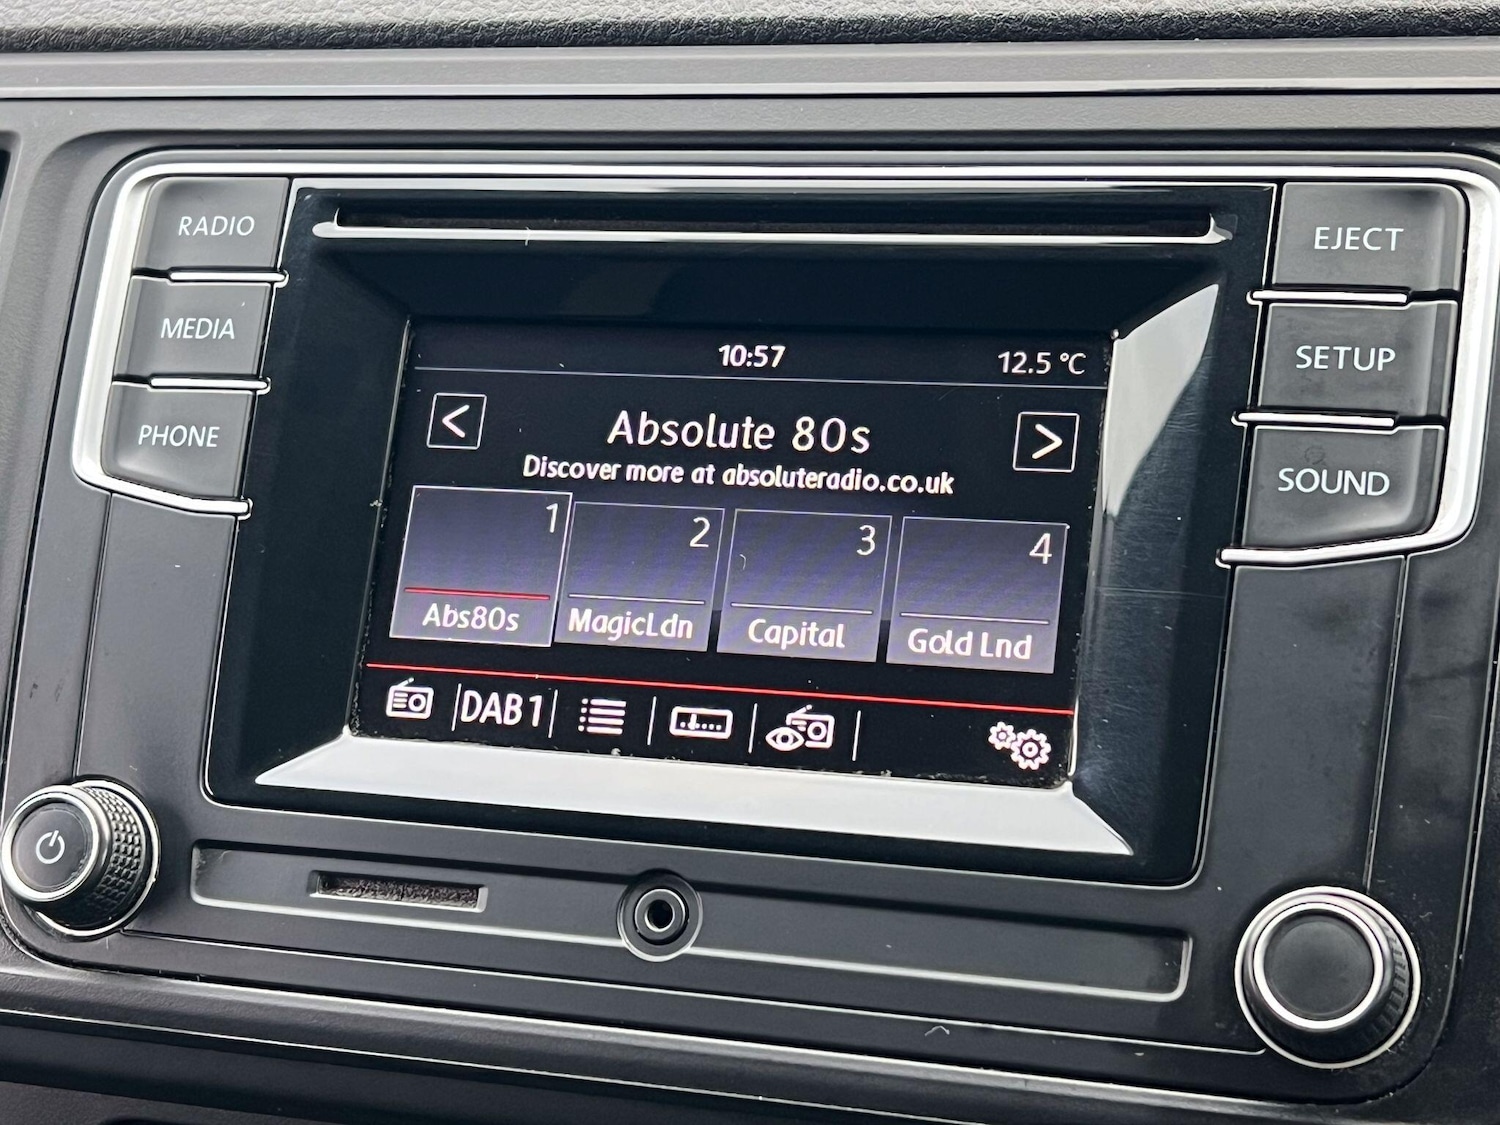 RADIO
MEDIA
PHONE
EJECT
SETUP
SOUND
10:57 12.5 °C
< Absolute 80s >
Discover more at absoluteradio.co.uk
1 2 3 4
Abs80s MagicLdn Capital Gold Lnd
DAB1